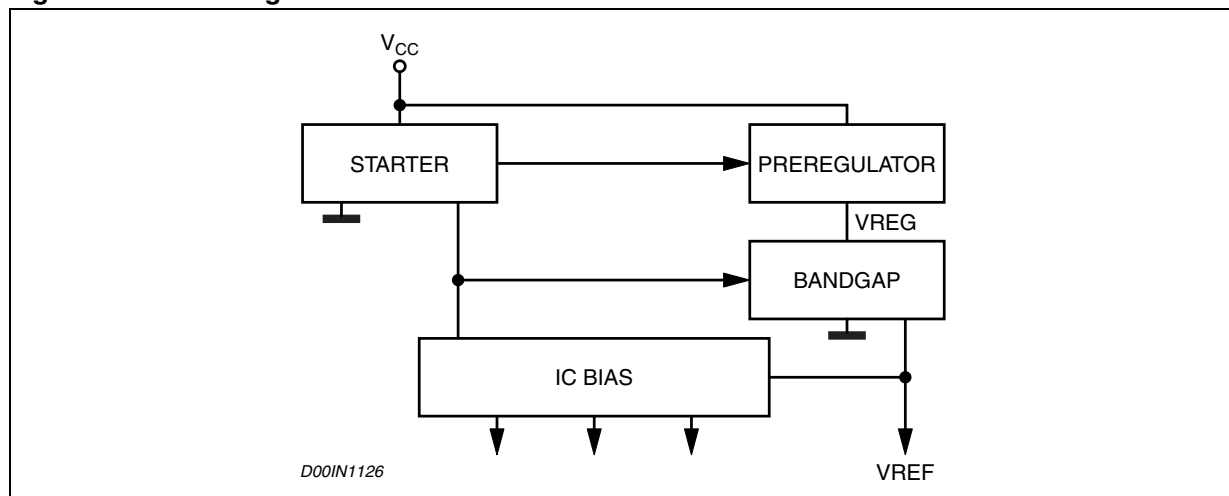 V_CC
STARTER
PREREGULATOR
VREG
BANDGAP
IC BIAS
D00IN1126
VREF